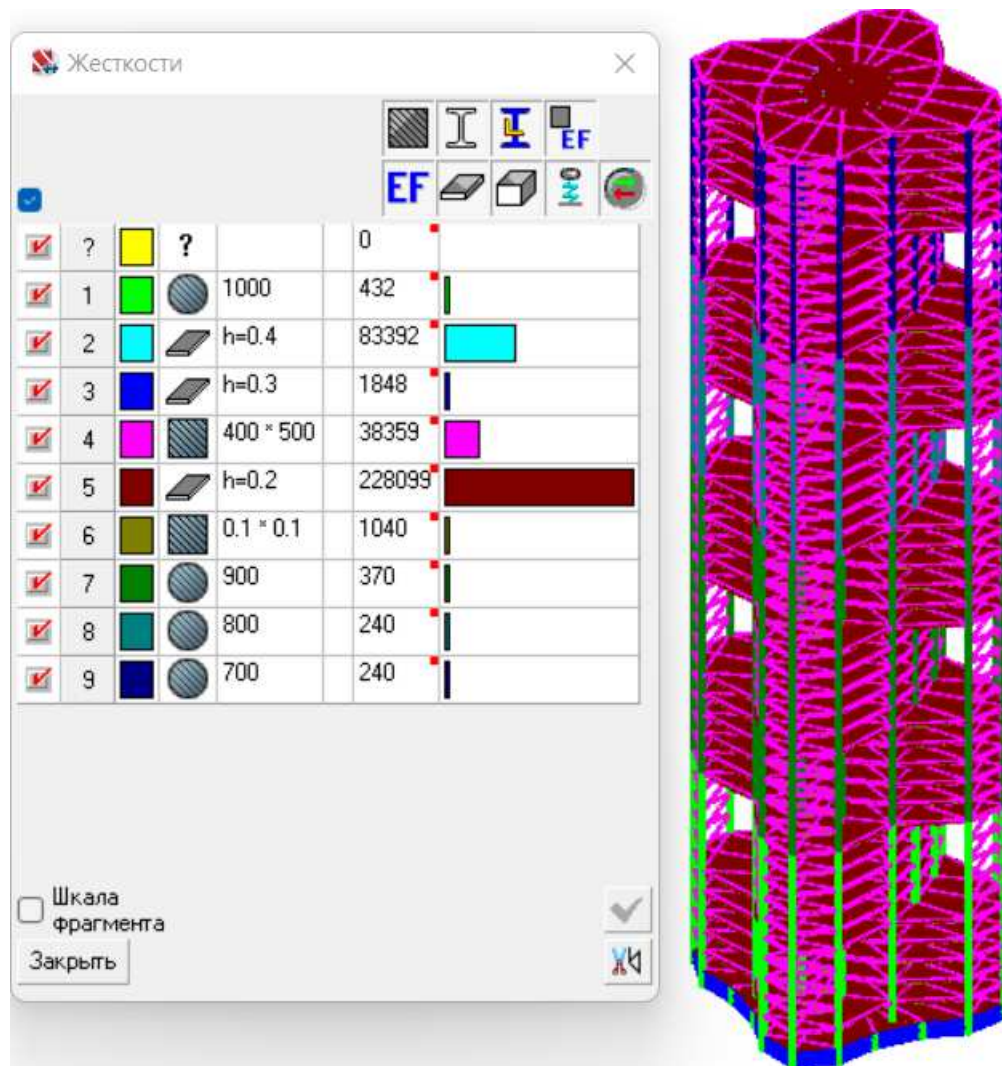 Жесткости
EF
EF
? ? 0
1 1000 432
2 h=0.4 83392
3 h=0.3 1848
4 400 * 500 38359
5 h=0.2 228099
6 0.1 * 0.1 1040
7 900 370
8 800 240
9 700 240
Шкала
фрагмента
Закрыть